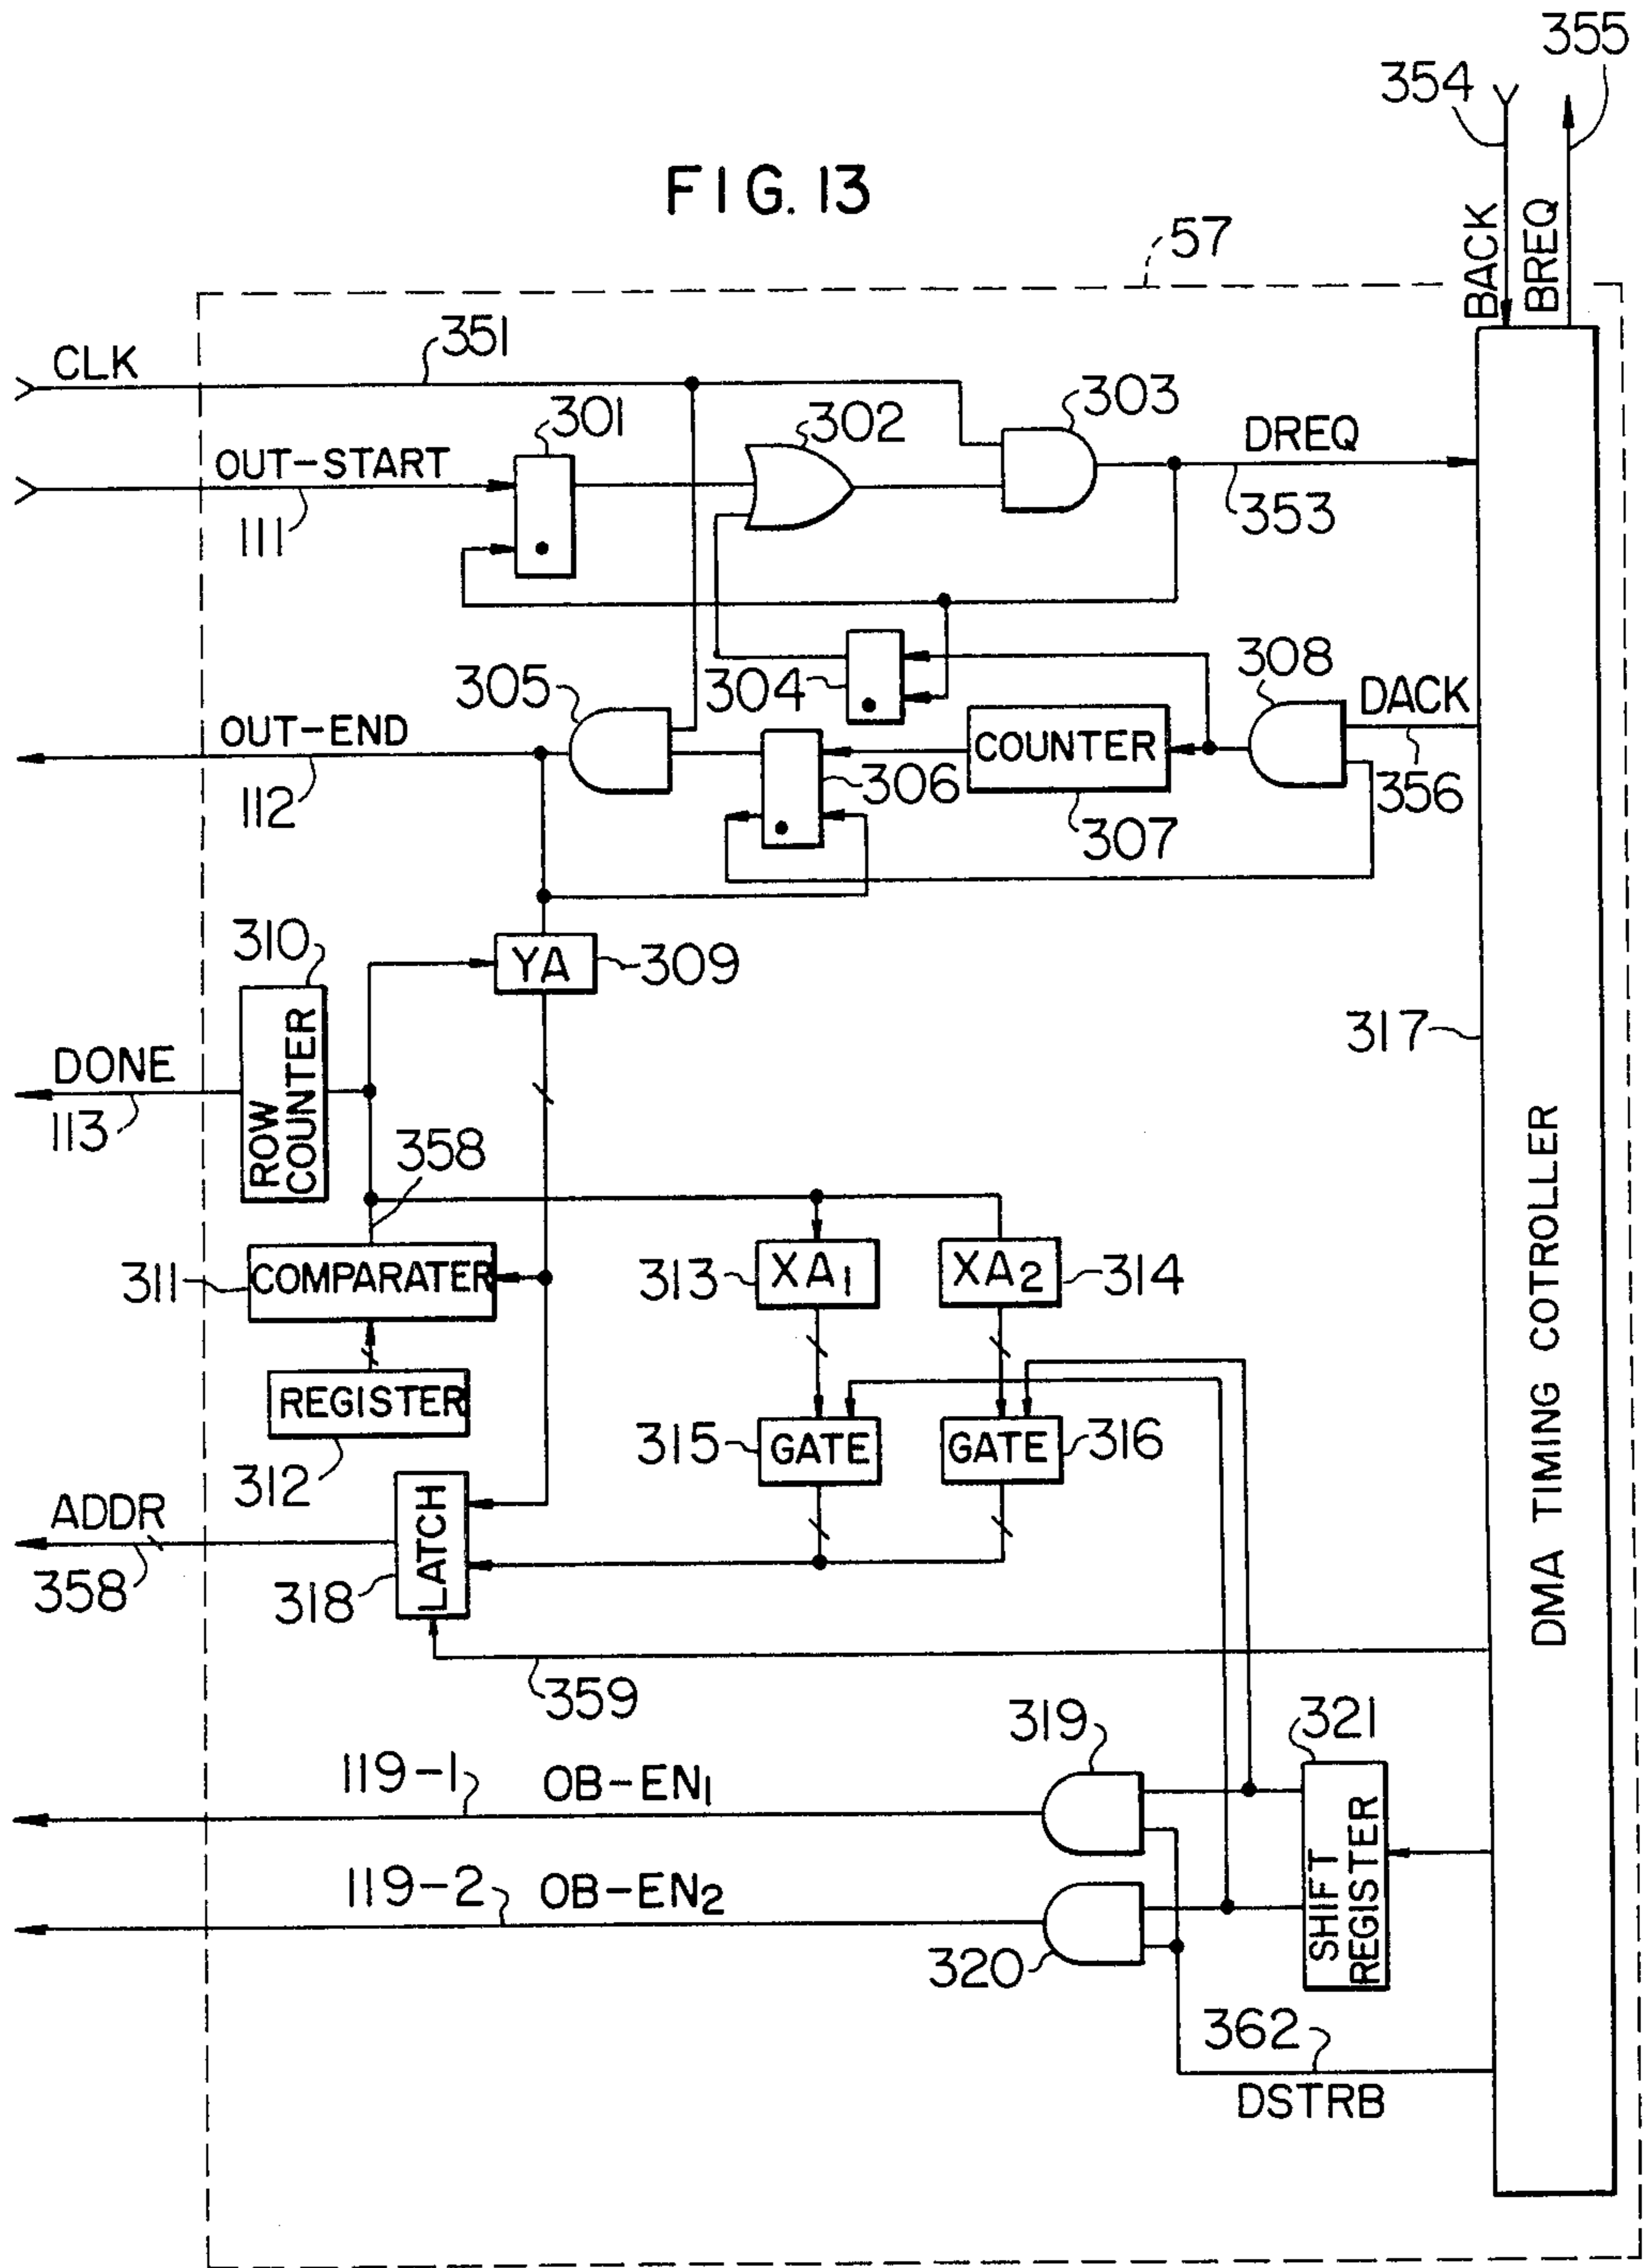 355
354
FIG. 13
57
BACK
BREQ
CLK
351
301
302
303
OUT-START
DREQ
111
353
304
305
308
DACK
OUT-END
COUNTER
306
356
112
307
310
YA
309
317
DONE
ROW
COUNTER
113
358
COMPARATER
311
313
XA1
XA2
314
REGISTER
312
315
GATE
GATE
316
ADDR
LATCH
358
318
DMA TIMING COTROLLER
359
319
321
119-1
OB-EN1
SHIFT
REGISTER
119-2
OB-EN2
320
362
DSTRB